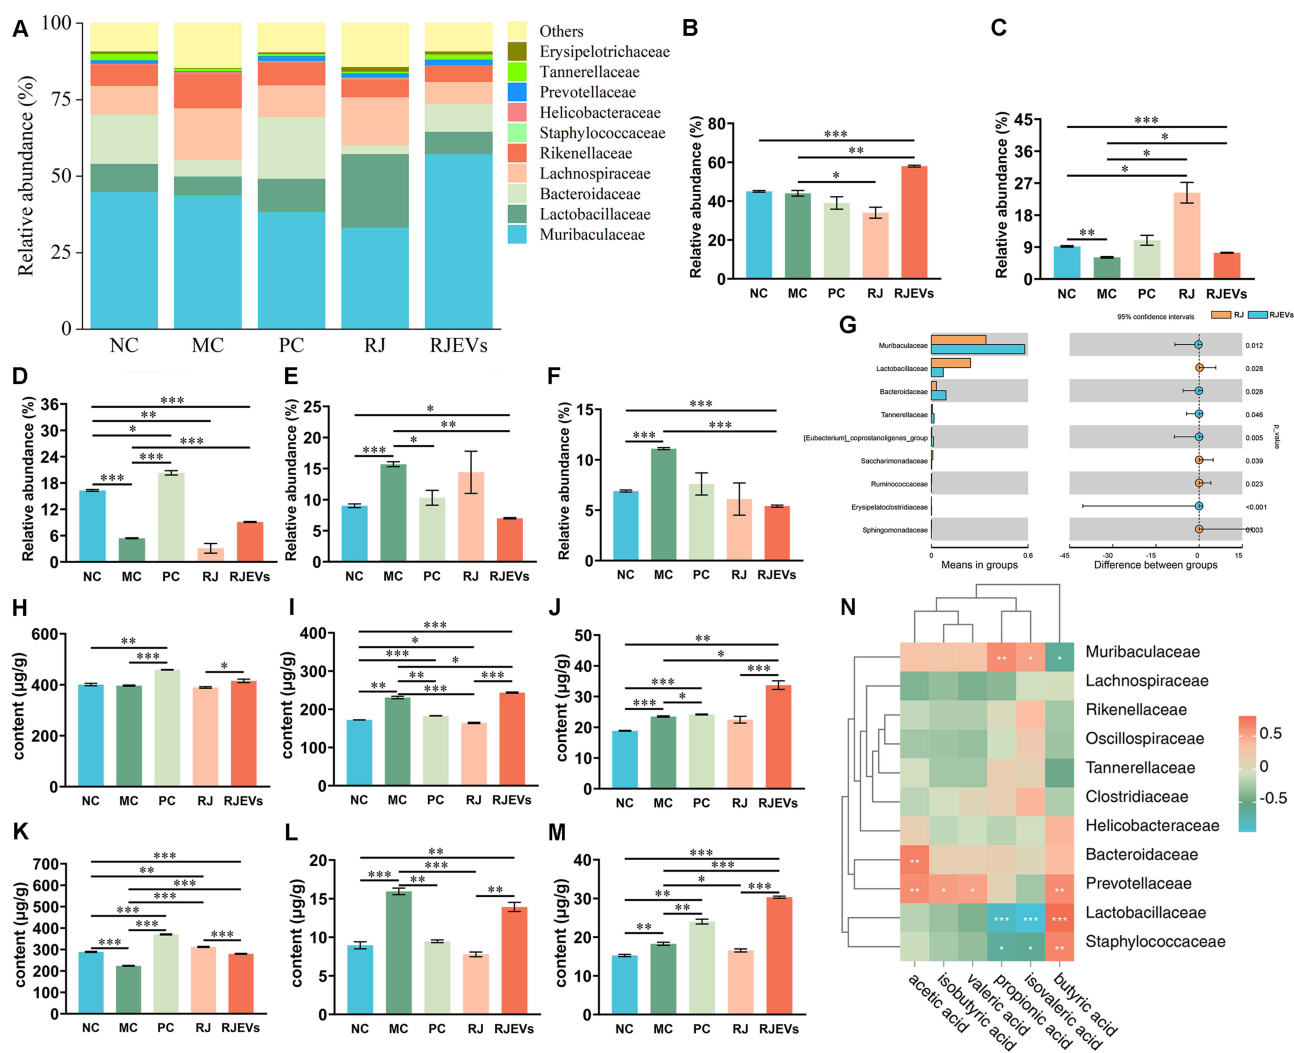 A
Relative abundance (%)
100
75
50
25
0
NC MC PC RJ RJEVs
Others
Erysipelotrichaceae
Tannerellaceae
Prevotellaceae
Helicobacteraceae
Staphylococcaceae
Rikenellaceae
Lachnospiraceae
Bacteroidaceae
Lactobacillaceae
Muribaculaceae
B
Relative abundance (%)
80
60
40
20
0
***
**
*
NC MC PC RJ RJEVs
C
Relative abundance (%)
45
36
27
18
9
0
***
*
*
*
**
NC MC PC RJ RJEVs
D
Relative abundance (%)
36
30
24
18
12
6
0
***
**
*
***
***
***
NC MC PC RJ RJEVs
E
Relative abundance (%)
25
20
15
10
5
0
*
**
*
***
NC MC PC RJ RJEVs
F
Relative abundance (%)
15
10
5
0
***
***
***
NC MC PC RJ RJEVs
G
95% confidence intervals
RJ RJEVs
Muribaculaceae 0.012
Lactobacillaceae 0.028
Bacteroidaceae 0.028
Tannerellaceae 0.046
[Eubacterium]_coprostanoligenes_group 0.005
Saccharimonadaceae 0.039
Ruminococcaceae 0.023
Erysipelatoclostridiaceae <0.001
Sphingomonadaceae 0.003
p_value
0 0.6
-45 -30 -15 0 15
Means in groups
Difference between groups
H
content (μg/g)
600
400
200
0
**
***
*
NC MC PC RJ RJEVs
I
content (μg/g)
400
300
200
100
0
***
*
***
*
**
***
**
***
NC MC PC RJ RJEVs
J
content (μg/g)
50
40
30
20
10
0
**
*
***
***
*
***
NC MC PC RJ RJEVs
K
content (μg/g)
700
600
500
400
300
200
100
0
***
**
***
***
***
***
***
***
NC MC PC RJ RJEVs
L
content (μg/g)
20
15
10
5
0
**
***
***
**
**
NC MC PC RJ RJEVs
M
content (μg/g)
40
30
20
10
0
***
***
*
***
**
**
**
NC MC PC RJ RJEVs
N
Muribaculaceae
** * *
Lachnospiraceae
Rikenellaceae
Oscillospiraceae
Tannerellaceae
Clostridiaceae
Helicobacteraceae
Bacteroidaceae
**
Prevotellaceae
** * * **
Lactobacillaceae
*** *** ***
Staphylococcaceae
* * **
acetic acid
isobutyric acid
valeric acid
propionic acid
isovaleric acid
butyric acid
0.5
0
-0.5